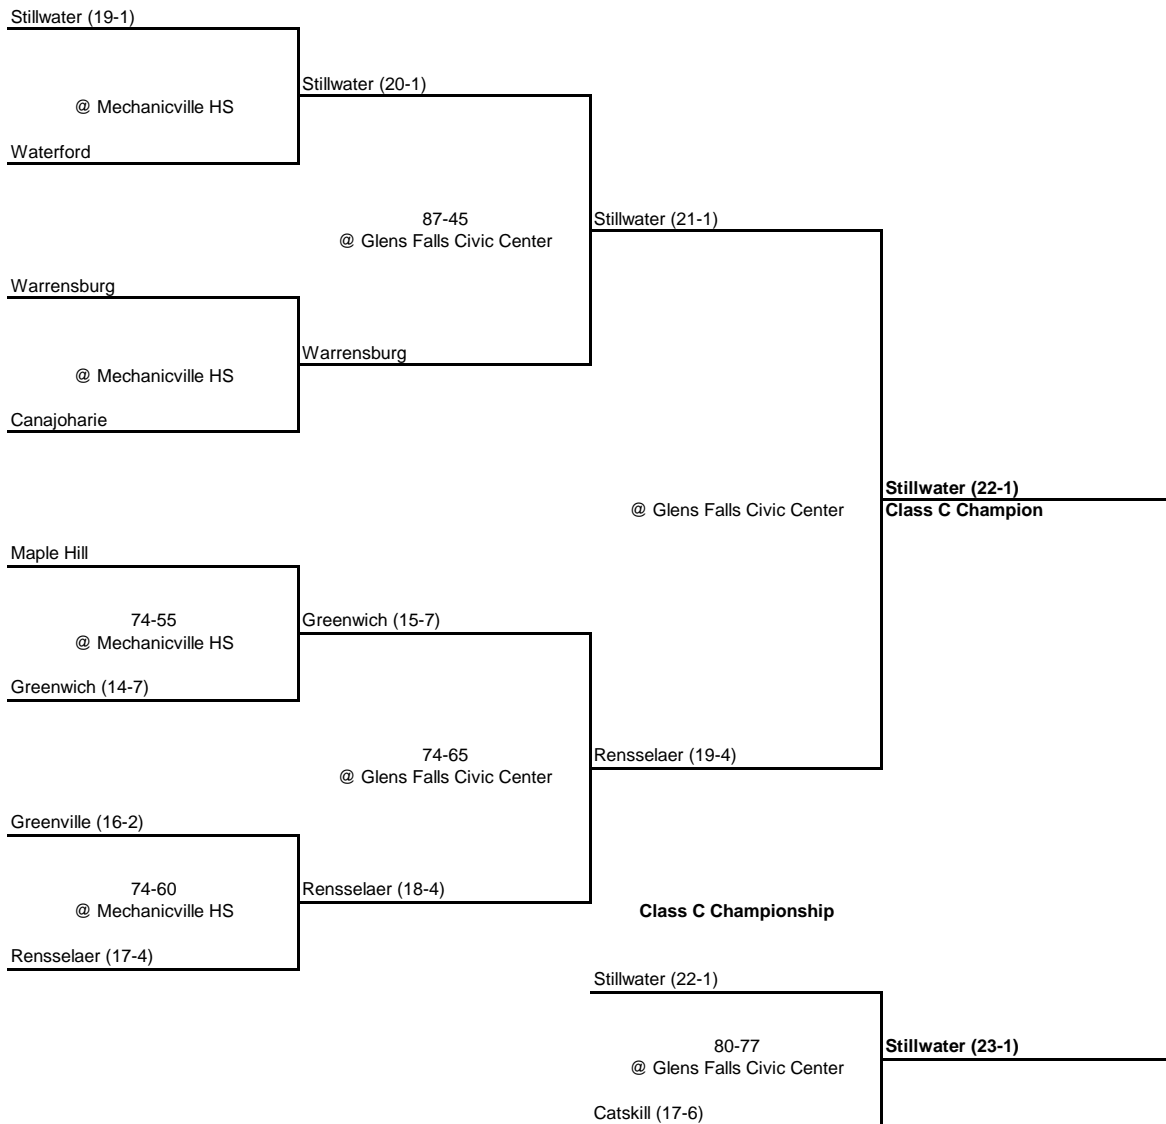 Stillwater (19-1)
Stillwater (20-1)
@ Mechanicville HS
Waterford
87-45
Stillwater (21-1)
@ Glens Falls Civic Center
Warrensburg
Warrensburg
@ Mechanicville HS
Canajoharie
Stillwater (22-1)
@ Glens Falls Civic Center
Class C Champion
Maple Hill
74-55
Greenwich (15-7)
@ Mechanicville HS
Greenwich (14-7)
74-65
Rensselaer (19-4)
@ Glens Falls Civic Center
Greenville (16-2)
74-60
Rensselaer (18-4)
@ Mechanicville HS
Class C Championship
Rensselaer (17-4)
Stillwater (22-1)
80-77
Stillwater (23-1)
@ Glens Falls Civic Center
Catskill (17-6)